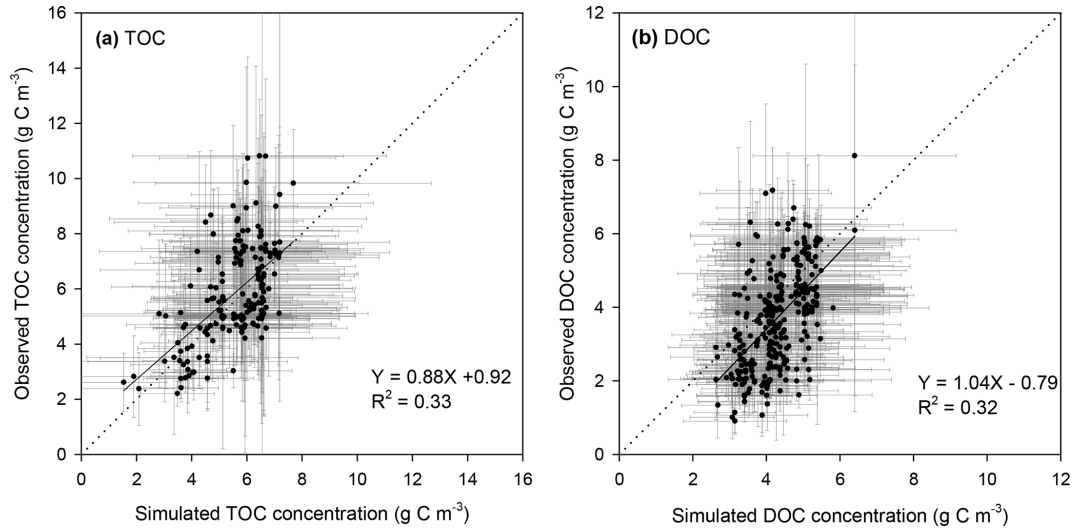 (a) TOC
Observed TOC concentration (g C m⁻³)
16
14
12
10
8
6
4
2
0
Y = 0.88X +0.92
R² = 0.33
0 2 4 6 8 10 12 14 16
Simulated TOC concentration (g C m⁻³)
(b) DOC
Observed DOC concentration (g C m⁻³)
12
10
8
6
4
2
0
Y = 1.04X - 0.79
R² = 0.32
0 2 4 6 8 10 12
Simulated DOC concentration (g C m⁻³)